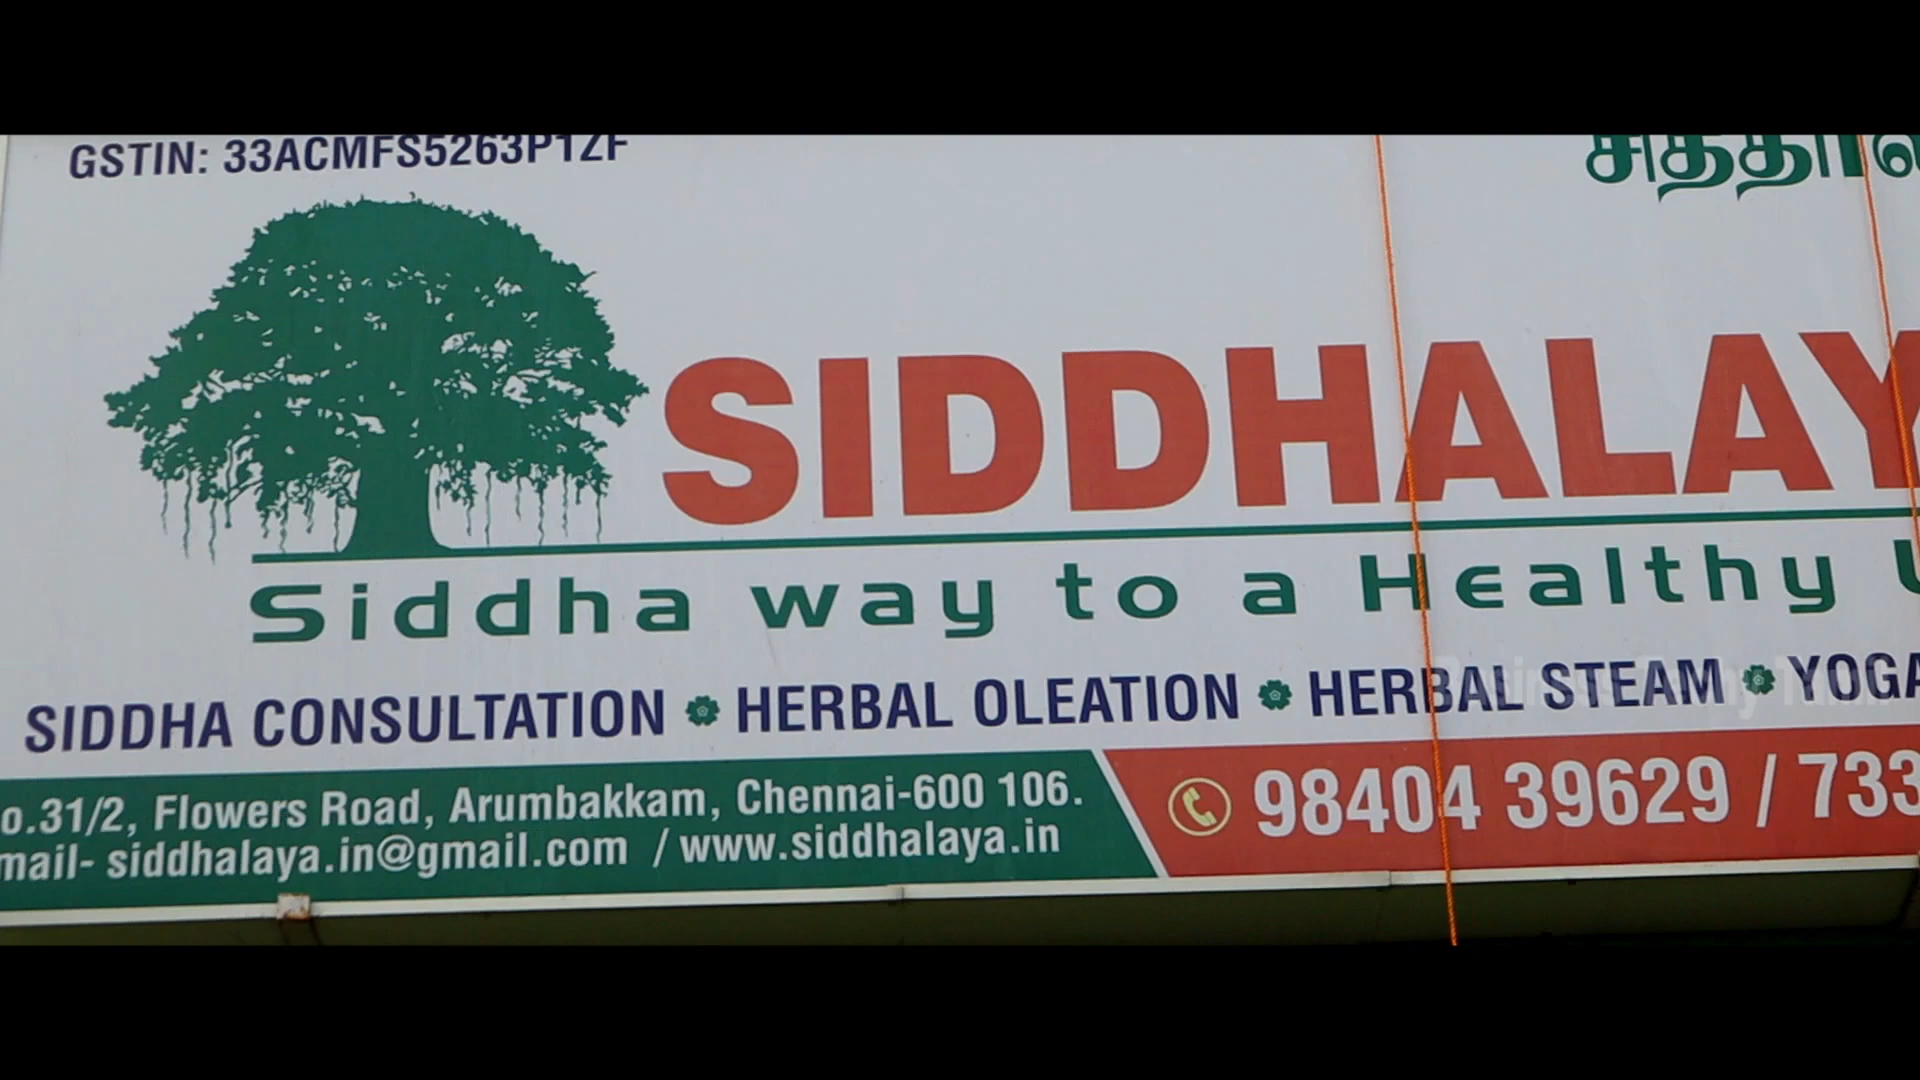 GSTIN: 33ACMFS5263P1ZF
சித்தால
SIDDHALAY
Siddha way to a Healthy
SIDDHA CONSULTATION HERBAL OLEATION HERBAL STEAM YOGA
o.31/2, Flowers Road, Arumbakkam, Chennai-600 106.
mail- siddhalaya.in@gmail.com / www.siddhalaya.in
98404 39629 / 733